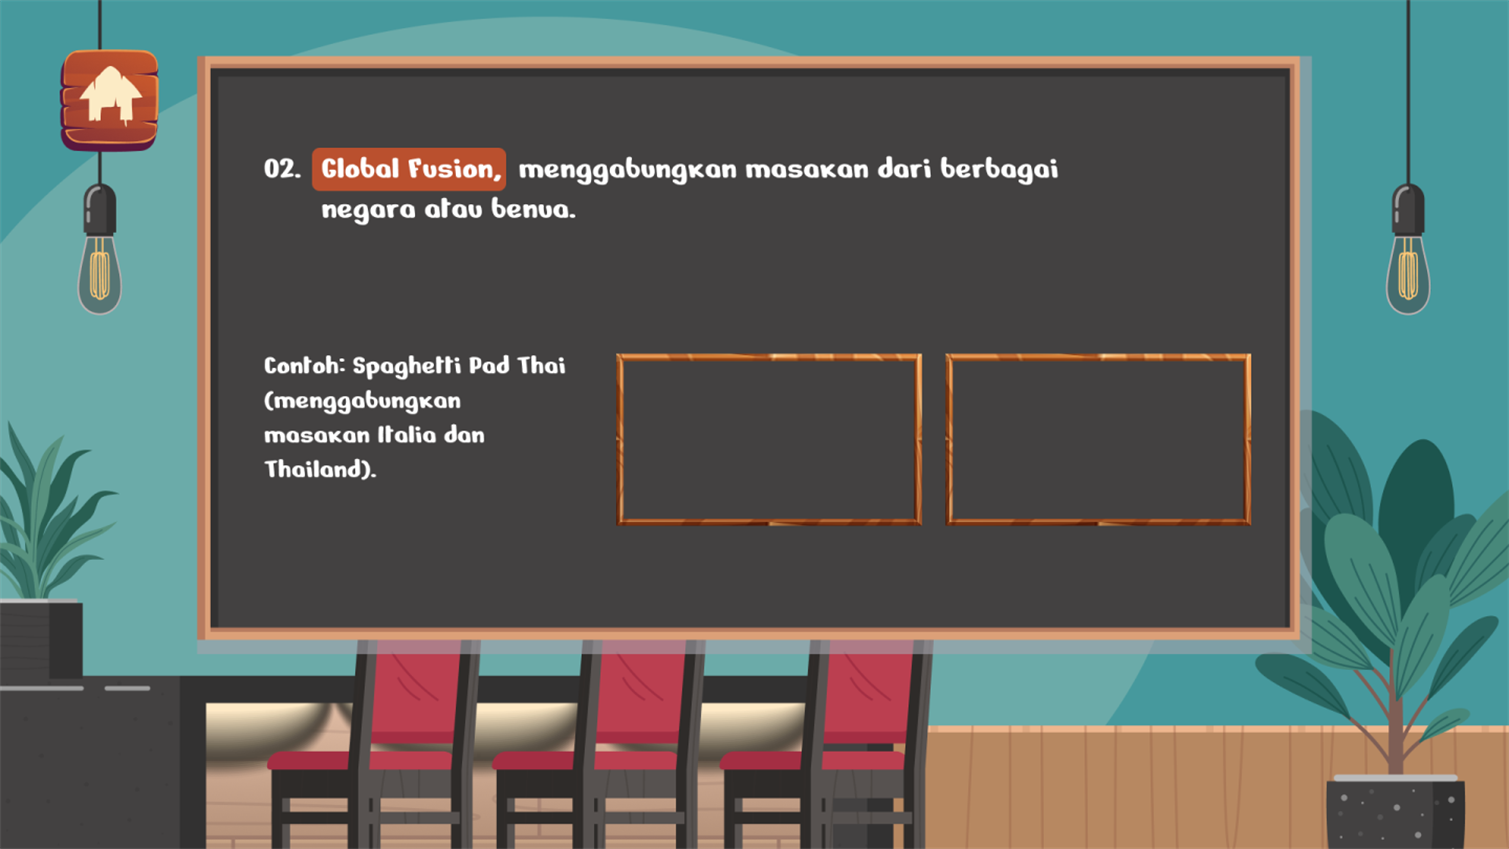 02. Global Fusion, menggabungkan masakan dari berbagai
negara atau benua.
Contoh: Spaghetti Pad Thai
(menggabungkan
masakan Italia dan
Thailand).